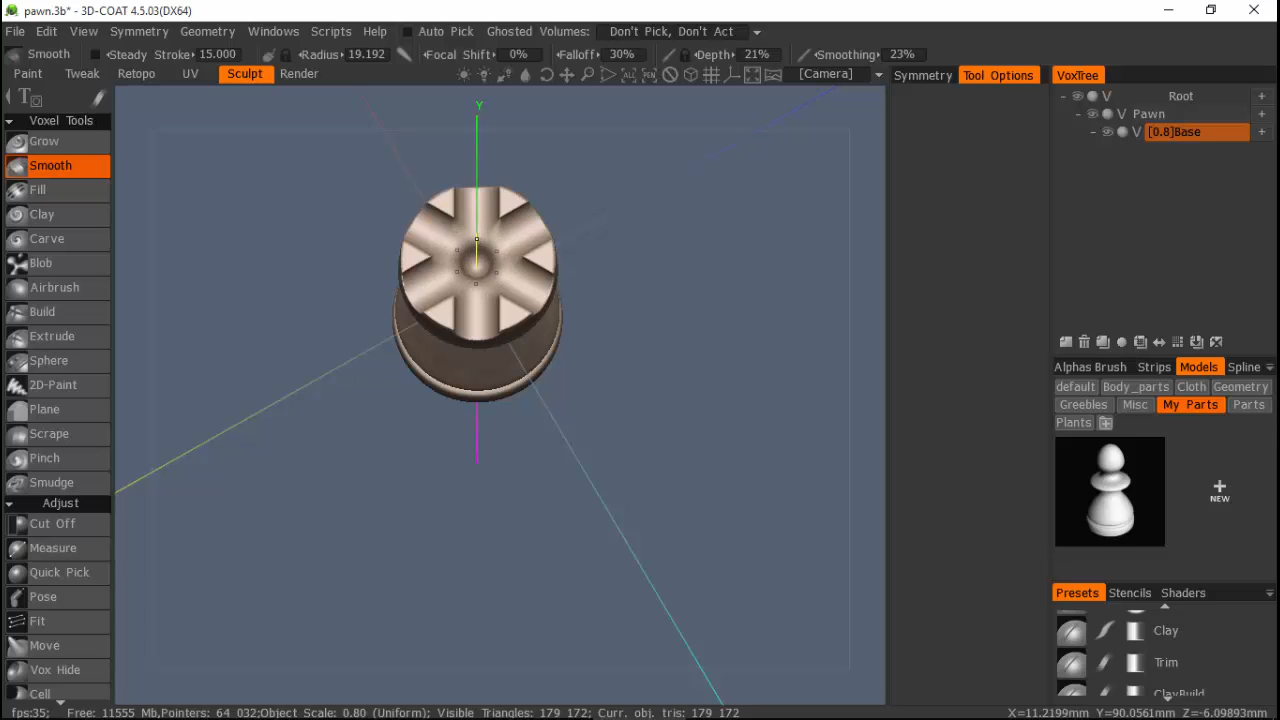 pawn.3b* - 3D-COAT 4.5.03(DX64)
File Edit View Symmetry Geometry Windows Scripts Help Auto Pick Ghosted Volumes: Don't Pick, Don't Act
Smooth Steady Stroke 15.000 Radius 19.192 Focal Shift 0% Falloff 30% Depth 21% Smoothing 23%
Paint Tweak Retopo UV Sculpt Render [Camera] Symmetry Tool Options VoxTree
Voxel Tools
Grow
Smooth
Fill
Clay
Carve
Blob
Airbrush
Build
Extrude
Sphere
2D-Paint
Plane
Scrape
Pinch
Smudge
Adjust
Cut Off
Measure
Quick Pick
Pose
Fit
Move
Vox Hide
Cell
Y
V Root +
V Pawn +
V [0.8]Base +
Alphas Brush Strips Models Spline
default Body_parts Cloth Geometry
Greebles Misc My Parts Parts
Plants
NEW
Presets Stencils Shaders
Clay
Trim
ClayBuild
fps:35; Free: 11555 Mb,Pointers: 64 032;Object Scale: 0.80 (Uniform); Visible Triangles: 179 172; Curr. obj. tris: 179 172 X=11.2199mm Y=90.0561mm Z=-6.09893mm